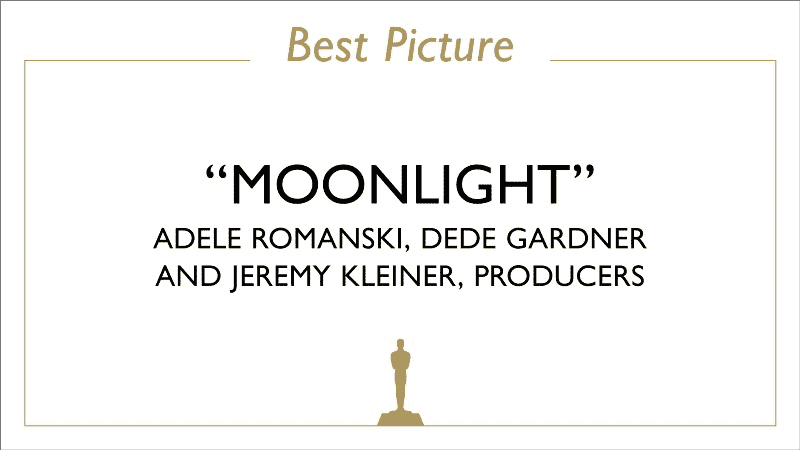 Best Picture
“MOONLIGHT”
ADELE ROMANSKI, DEDE GARDNER
AND JEREMY KLEINER, PRODUCERS